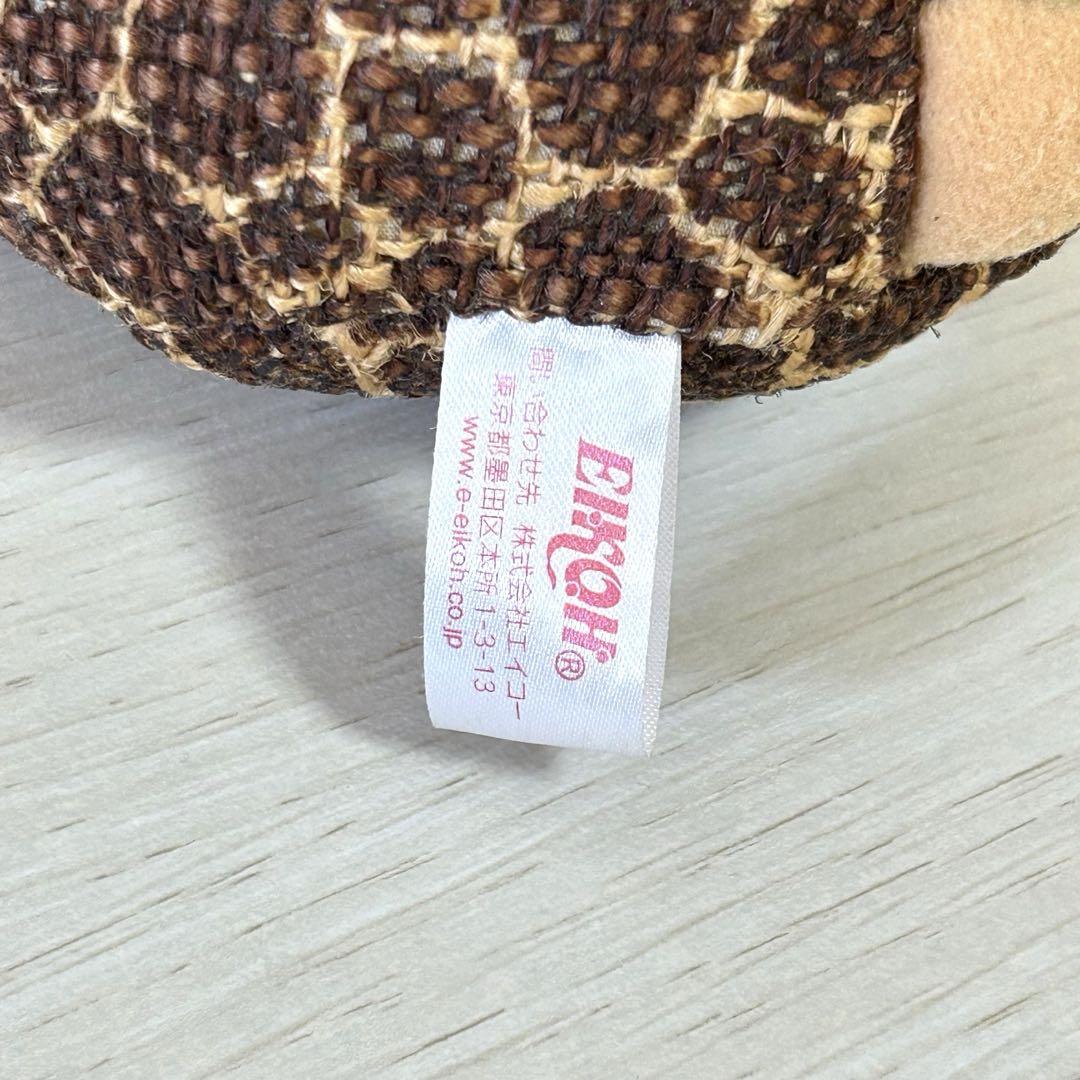 EIKOH®
問い合わせ先 株式会社エイコー
東京都墨田区本所 1-3-13
www.e-eikoh.co.jp